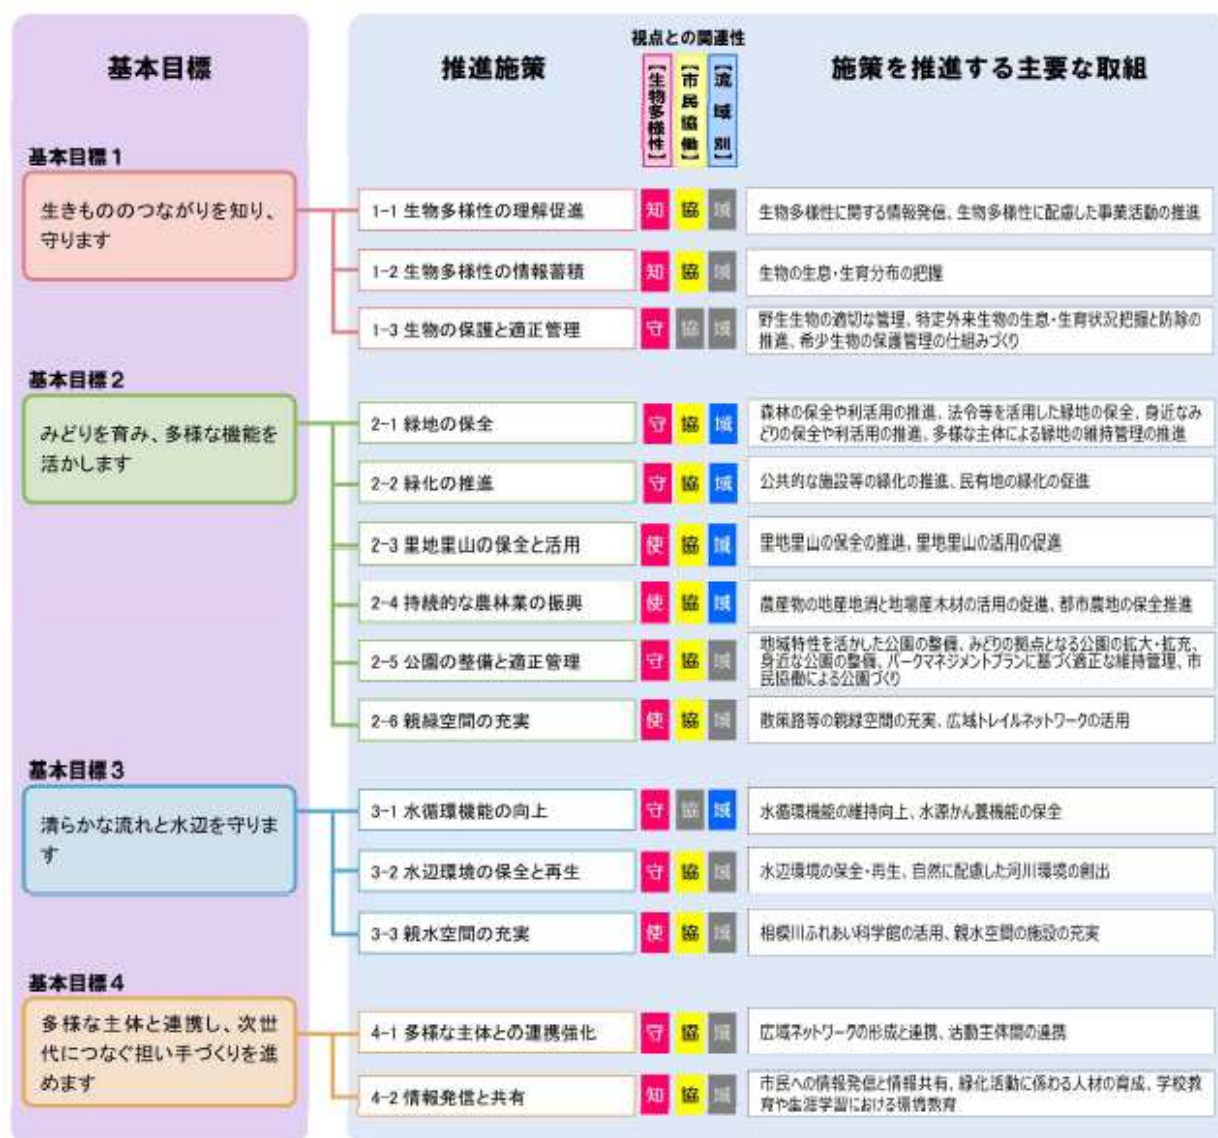 基本目標
推進施策
視点との関連性
【生物多様性】
【市民協働】
【流域別】
施策を推進する主要な取組
基本目標1
生きもののつながりを知り、
守ります
1-1 生物多様性の理解促進
知 協 域
生物多様性に関する情報発信、生物多様性に配慮した事業活動の推進
1-2 生物多様性の情報蓄積
知 協 域
生物の生息・生育分布の把握
1-3 生物の保護と適正管理
守 協 域
野生生物の適切な管理、特定外来生物の生息・生育状況把握と防除の
推進、希少生物の保護管理の仕組みづくり
基本目標2
みどりを育み、多様な機能を
活かします
2-1 緑地の保全
守 協 域
森林の保全や利活用の推進、法令等を活用した緑地の保全、身近なみ
どりの保全や利活用の推進、多様な主体による緑地の維持管理の推進
2-2 緑化の推進
守 協 域
公共的な施設等の緑化の推進、民有地の緑化の促進
2-3 里地里山の保全と活用
使 協 域
里地里山の保全の推進、里地里山の活用の促進
2-4 持続的な農林業の振興
使 協 域
農産物の地産地消と地場産木材の活用の促進、都市農地の保全推進
2-5 公園の整備と適正管理
守 協 域
地域特性を活かした公園の整備、みどりの拠点となる公園の拡大・拡充、
身近な公園の整備、パークマネジメントプランに基づく適正な維持管理、市
民協働による公園づくり
2-6 親緑空間の充実
使 協 域
散策路等の親緑空間の充実、広域トレイルネットワークの活用
基本目標3
清らかな流れと水辺を守りま
す
3-1 水循環機能の向上
守 協 域
水循環機能の維持向上、水源かん養機能の保全
3-2 水辺環境の保全と再生
守 協 域
水辺環境の保全・再生、自然に配慮した河川環境の創出
3-3 親水空間の充実
使 協 域
相模川ふれあい科学館の活用、親水空間の施設の充実
基本目標4
多様な主体と連携し、次世
代につなぐ担い手づくりを進
めます
4-1 多様な主体との連携強化
守 協 域
広域ネットワークの形成と連携、活動主体間の連携
4-2 情報発信と共有
知 協 域
市民への情報発信と情報共有、緑化活動に係わる人材の育成、学校教
育や生涯学習における環境教育